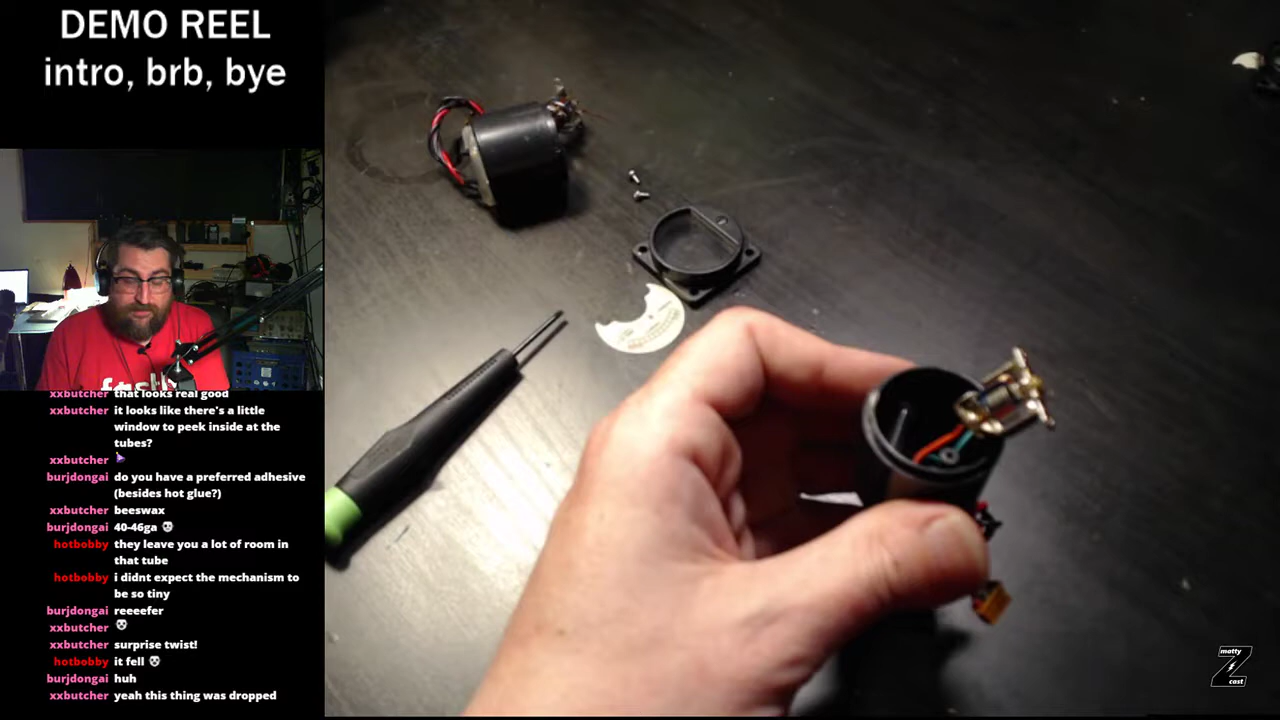 DEMO REEL
intro, brb, bye
xxbutcher that looks real good
xxbutcher it looks like there's a little
window to peek inside at the
tubes?
xxbutcher
burjdongai do you have a preferred adhesive
(besides hot glue?)
xxbutcher beeswax
burjdongai 40-46ga
hotbobby they leave you a lot of room in
that tube
hotbobby i didnt expect the mechanism to
be so tiny
burjdongai reeeefer
xxbutcher
xxbutcher surprise twist!
hotbobby it fell
burjdongai huh
xxbutcher yeah this thing was dropped
matty
Z
cast